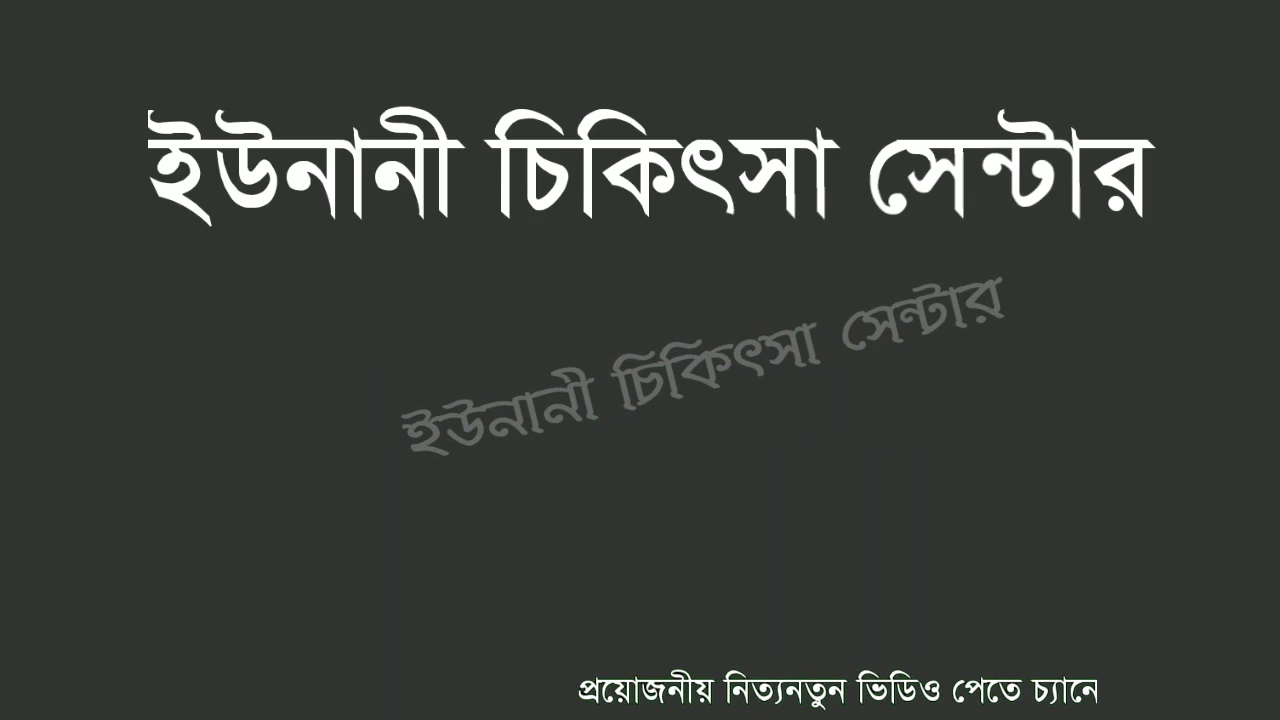 ইউনানী চিকিৎসা সেন্টার
ইউনানী চিকিৎসা সেন্টার
প্রয়োজনীয় নিত্যনতুন ভিডিও পেতে চ্যানে